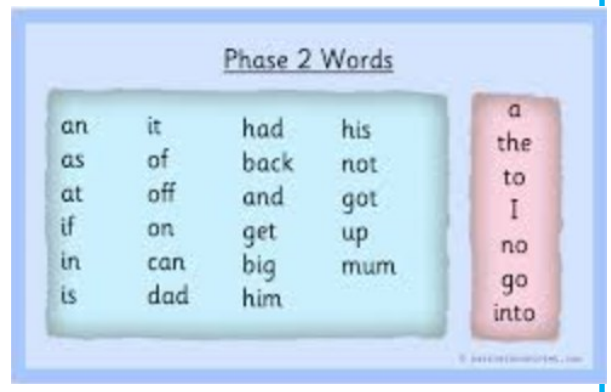 Phase 2 Words
an it had his
as of back not
at off and got
if on get up
in can big mum
is dad him
a
the
to
I
no
go
into